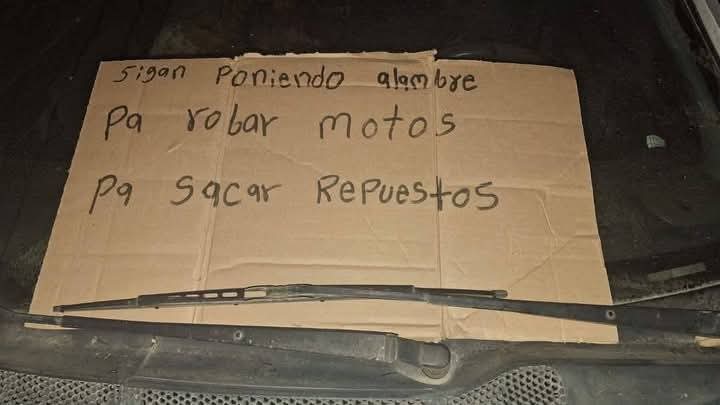 Sigan Poniendo alambre
Pa robar motos
Pa Sacar Repuestos